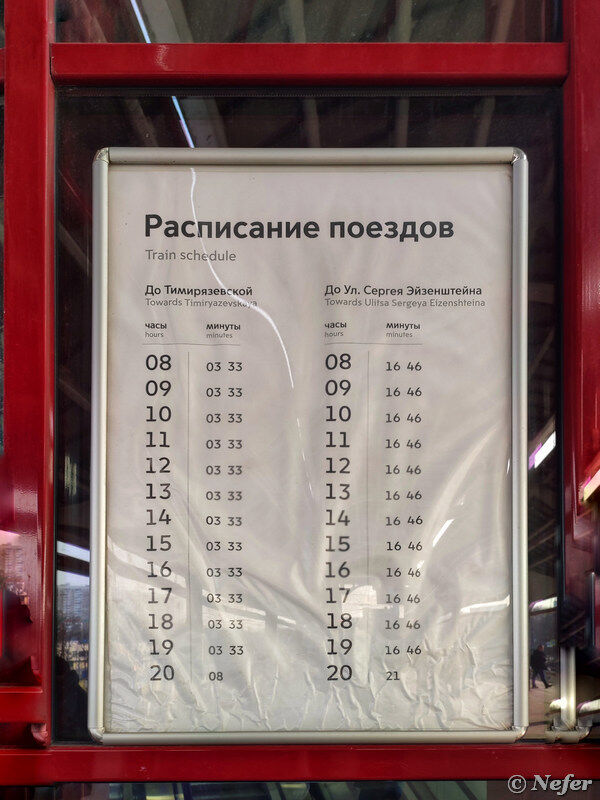 Расписание поездов
Train schedule
До Тимирязевской
Towards Timiryazevskaya
часы минуты
hours minutes
08 03 33
09 03 33
10 03 33
11 03 33
12 03 33
13 03 33
14 03 33
15 03 33
16 03 33
17 03 33
18 03 33
19 03 33
20 08
До Ул. Сергея Эйзенштейна
Towards Ulitsa Sergeya Eizenshteina
часы минуты
hours minutes
08 16 46
09 16 46
10 16 46
11 16 46
12 16 46
13 16 46
14 16 46
15 16 46
16 16 46
17 16 46
18 16 46
19 16 46
20 21
© Nefer